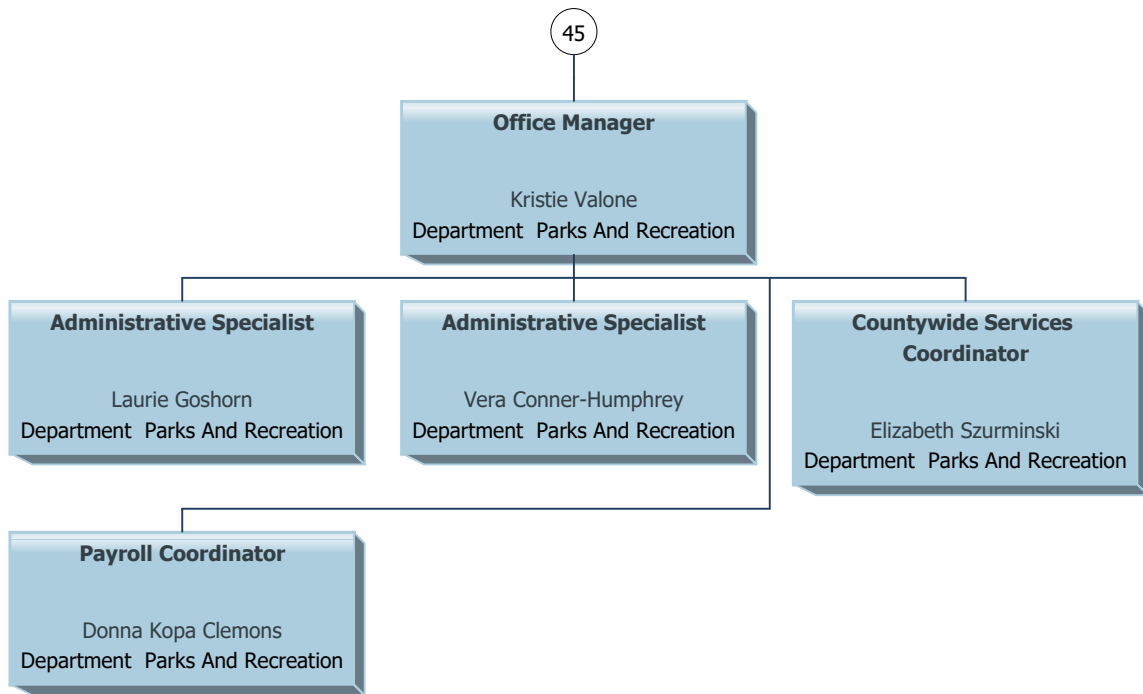 45
Office Manager
Kristie Valone
Department  Parks And Recreation
Administrative Specialist
Laurie Goshorn
Department  Parks And Recreation
Administrative Specialist
Vera Conner-Humphrey
Department  Parks And Recreation
Countywide Services
Coordinator
Elizabeth Szurminski
Department  Parks And Recreation
Payroll Coordinator
Donna Kopa Clemons
Department  Parks And Recreation